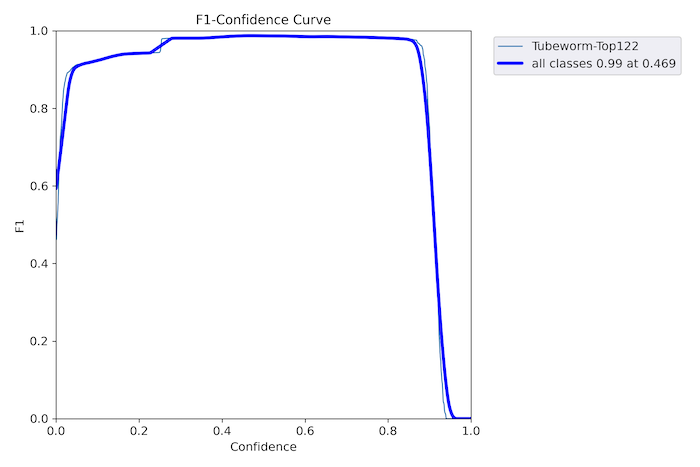 F1-Confidence Curve
Tubeworm-Top122
all classes 0.99 at 0.469
1.0
0.8
0.6
0.4
0.2
0.0
F1
0.0 0.2 0.4 0.6 0.8 1.0
Confidence